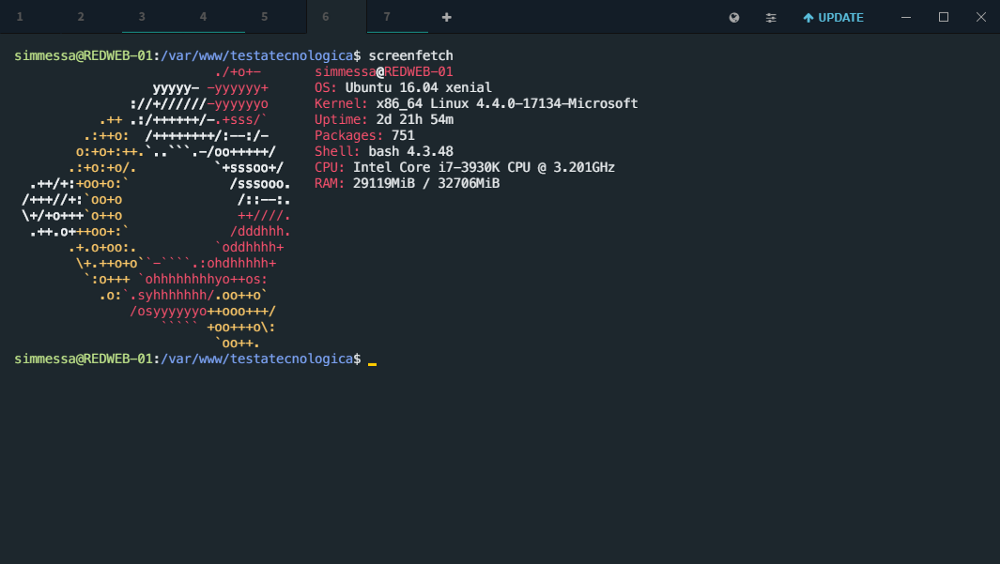 1 2 3 4 5 6 7 + UPDATE
simmessa@REDWEB-01:/var/www/testatecnologica$ screenfetch
                          ./+o+-       simmessa@REDWEB-01
                  yyyyy- -yyyyyy+      OS: Ubuntu 16.04 xenial
               ://+//////-yyyyyyo      Kernel: x86_64 Linux 4.4.0-17134-Microsoft
           .++ .:/++++++/-.+sss/`      Uptime: 2d 21h 54m
         .:++o:  /++++++++/:--:/-      Packages: 751
        o:+o+:++.`..```.-/oo+++++/     Shell: bash 4.3.48
       .:+o:+o/.          `+sssoo+/    CPU: Intel Core i7-3930K CPU @ 3.201GHz
  .++/+:+oo+o:`             /sssooo.   RAM: 29119MiB / 32706MiB
 /+++//+:`oo+o               /::--:.
 \+/+o+++`o++o               ++////.
  .++.o+++oo+:`             /dddhhh.
       .+.o+oo:.          `oddhhhh+
        \+.++o+o``-````.:ohdhhhhh+
         `:o+++ `ohhhhhhhhyo++os:
           .o:`.syhhhhhhh/.oo++o`
               /osyyyyyyo++ooo+++/
                   ````` +oo+++o\:
                          `oo++.
simmessa@REDWEB-01:/var/www/testatecnologica$